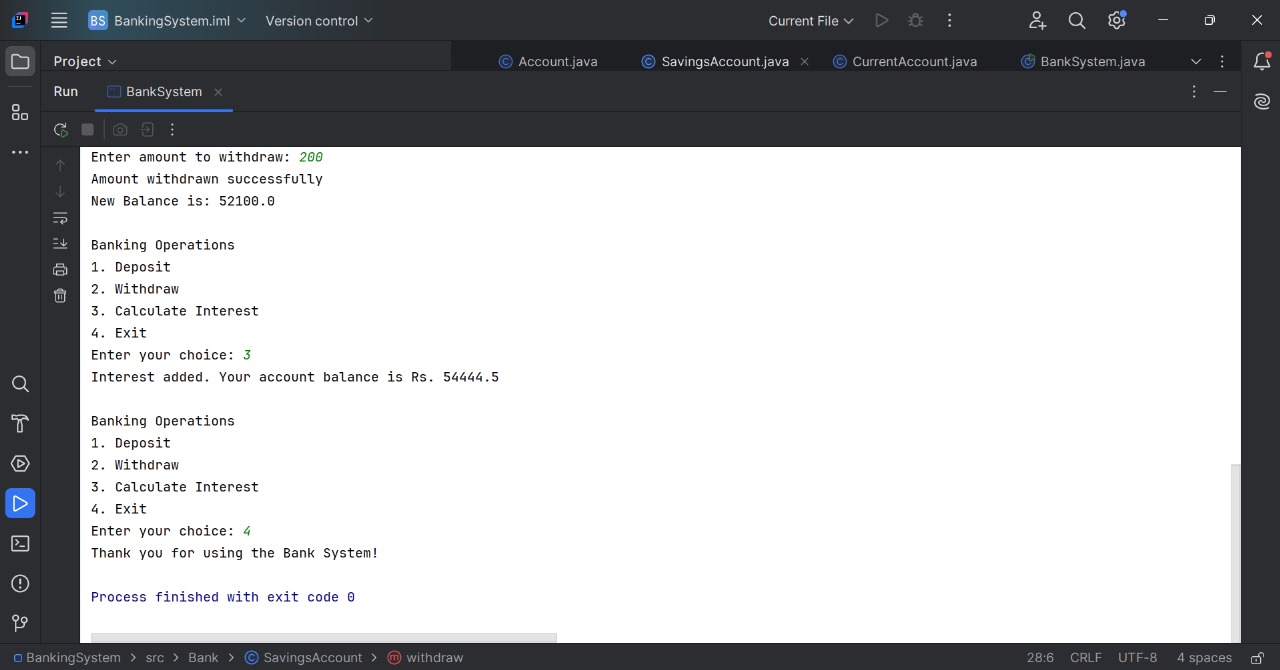 BS BankingSystem.iml Version control Current File
Project Account.java SavingsAccount.java CurrentAccount.java BankSystem.java
Run BankSystem
Enter amount to withdraw: 200
Amount withdrawn successfully
New Balance is: 52100.0
Banking Operations
1. Deposit
2. Withdraw
3. Calculate Interest
4. Exit
Enter your choice: 3
Interest added. Your account balance is Rs. 54444.5
Banking Operations
1. Deposit
2. Withdraw
3. Calculate Interest
4. Exit
Enter your choice: 4
Thank you for using the Bank System!
Process finished with exit code 0
BankingSystem > src > Bank > SavingsAccount > withdraw 28:6 CRLF UTF-8 4 spaces